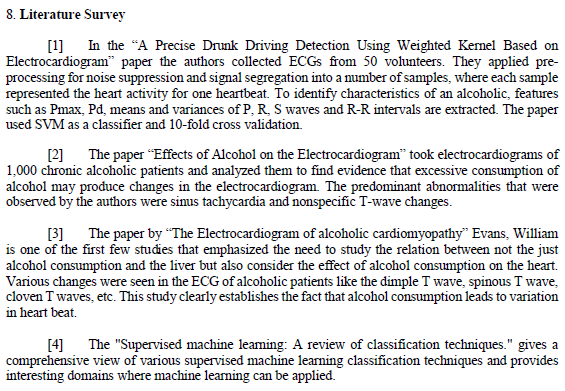 8. Literature Survey
[1] In the “A Precise Drunk Driving Detection Using Weighted Kernel Based on
Electrocardiogram” paper the authors collected ECGs from 50 volunteers. They applied pre-
processing for noise suppression and signal segregation into a number of samples, where each sample
represented the heart activity for one heartbeat. To identify characteristics of an alcoholic, features
such as Pmax, Pd, means and variances of P, R, S waves and R-R intervals are extracted. The paper
used SVM as a classifier and 10-fold cross validation.
[2] The paper “Effects of Alcohol on the Electrocardiogram” took electrocardiograms of
1,000 chronic alcoholic patients and analyzed them to find evidence that excessive consumption of
alcohol may produce changes in the electrocardiogram. The predominant abnormalities that were
observed by the authors were sinus tachycardia and nonspecific T-wave changes.
[3] The paper by “The Electrocardiogram of alcoholic cardiomyopathy” Evans, William
is one of the first few studies that emphasized the need to study the relation between not the just
alcohol consumption and the liver but also consider the effect of alcohol consumption on the heart.
Various changes were seen in the ECG of alcoholic patients like the dimple T wave, spinous T wave,
cloven T waves, etc. This study clearly establishes the fact that alcohol consumption leads to variation
in heart beat.
[4] The "Supervised machine learning: A review of classification techniques." gives a
comprehensive view of various supervised machine learning classification techniques and provides
interesting domains where machine learning can be applied.